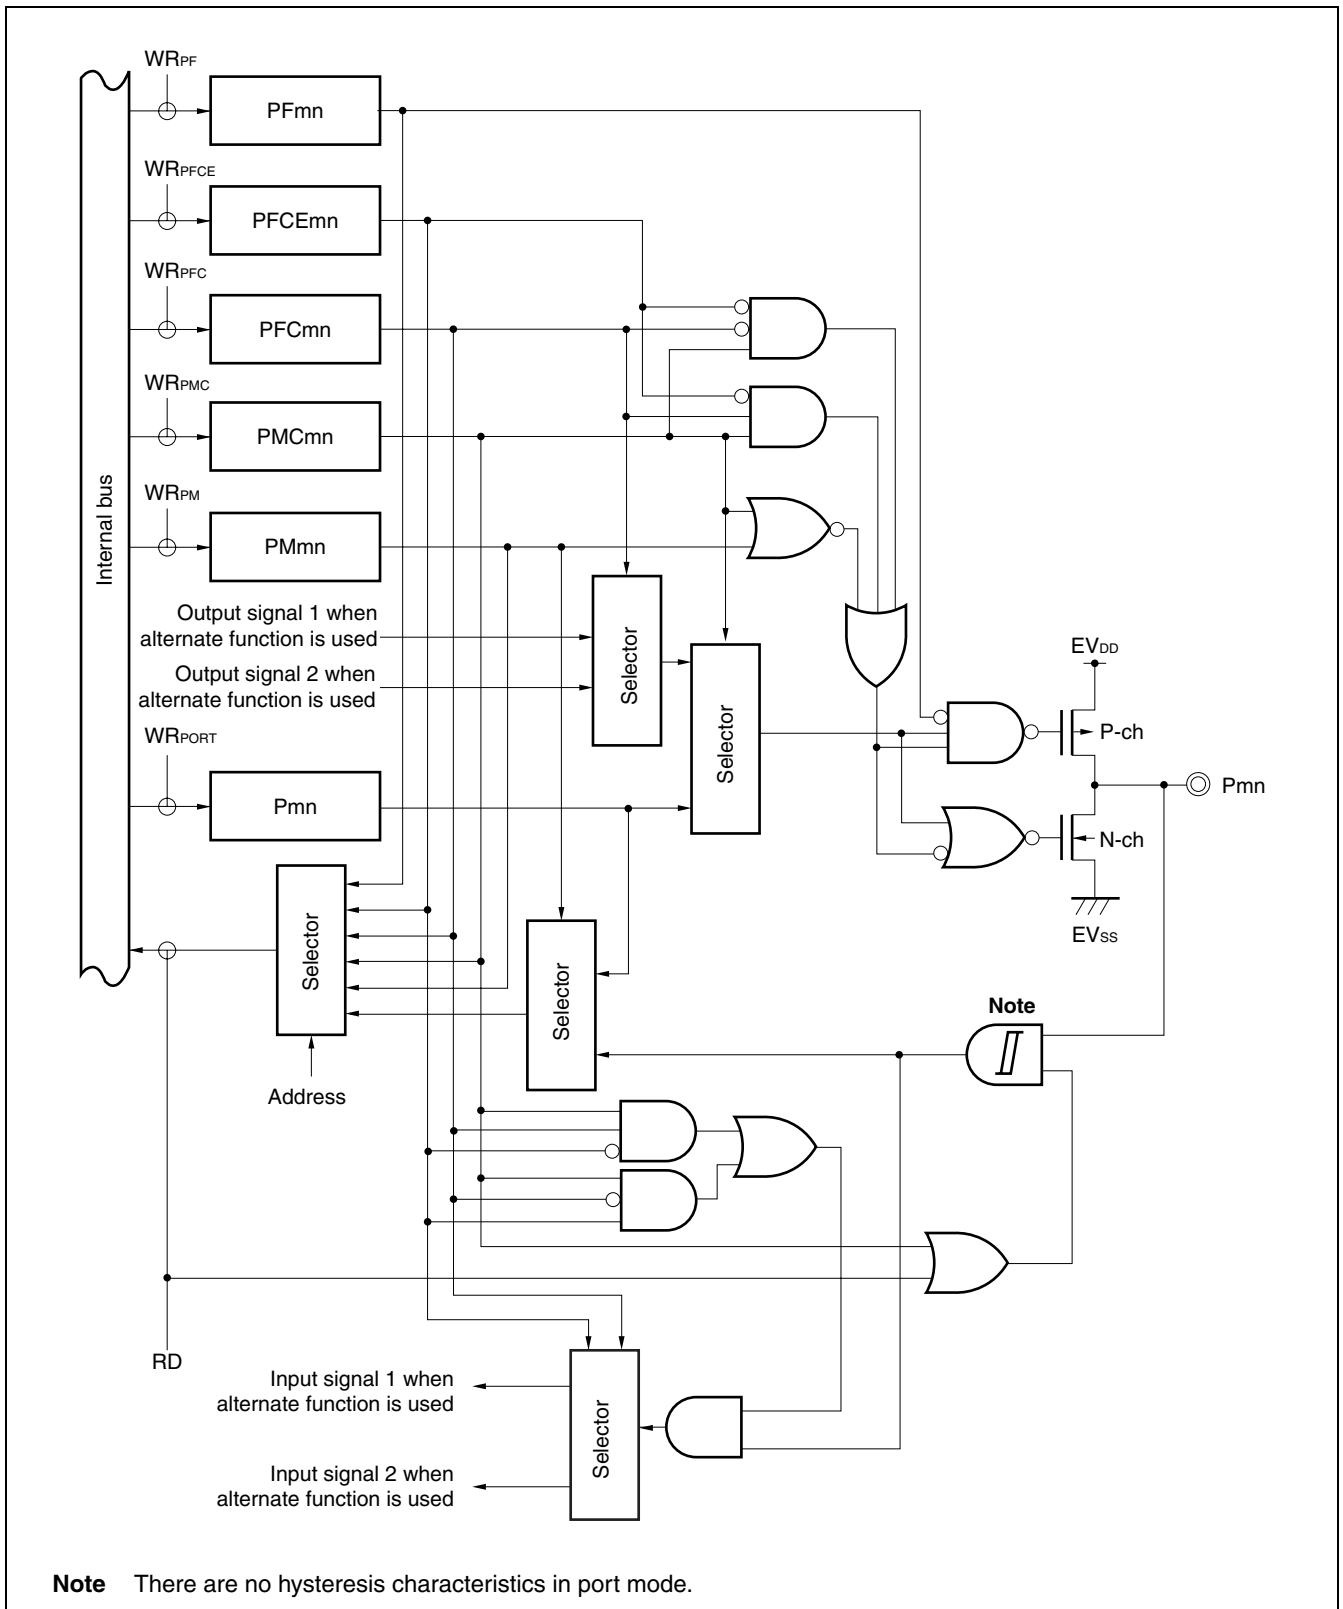 WRPF
PFmn
WRPFCE
PFCEmn
WRPFC
PFCmn
WRPMC
PMCmn
WRPM
PMmn
Internal bus
Output signal 1 when
alternate function is used
Output signal 2 when
alternate function is used
Selector
Selector
WRPORT
Pmn
EVDD
P-ch
Pmn
N-ch
EVSS
Selector
Selector
Address
Note
RD
Input signal 1 when
alternate function is used
Selector
Input signal 2 when
alternate function is used
Note There are no hysteresis characteristics in port mode.